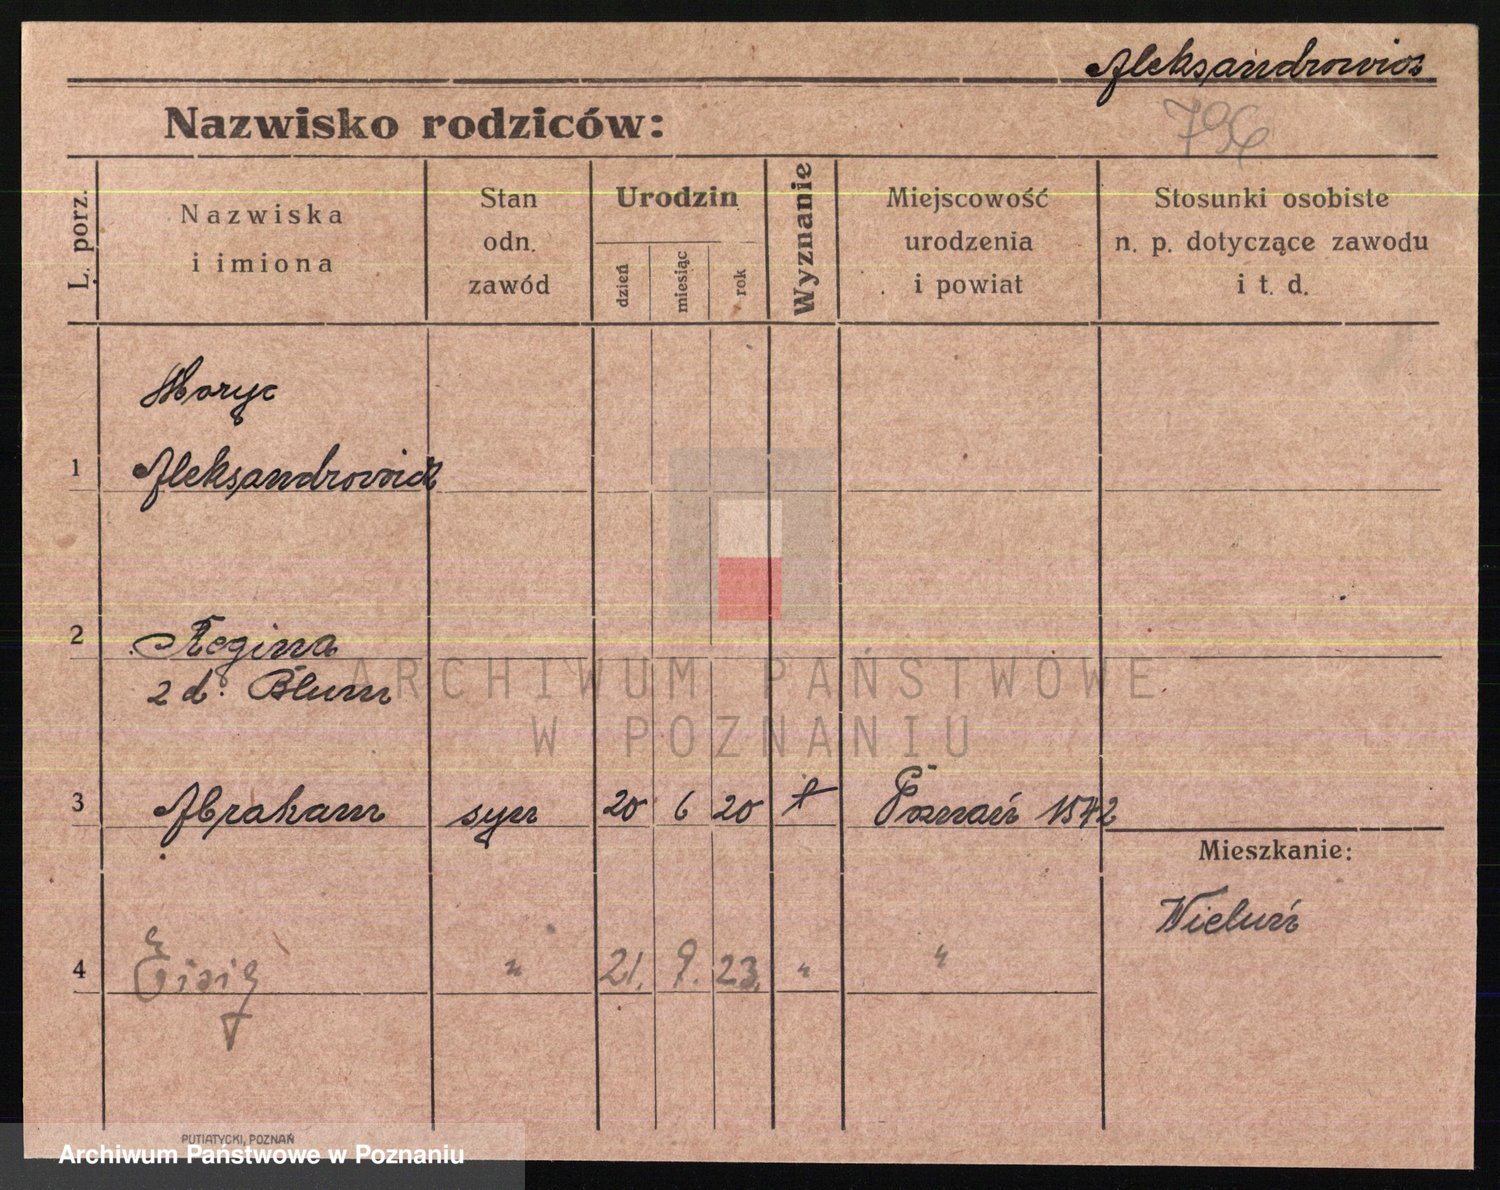 Aleksandrowicz
796
Nazwisko rodziców:
L. porz.
Nazwiska
i imiona
Stan
odn.
zawód
Urodzin
dzień
miesiąc
rok
Wyznanie
Miejscowość
urodzenia
i powiat
Stosunki osobiste
n. p. dotyczące zawodu
i t. d.
Moryc
1 Aleksandrowicz
2 Regina
z d. Blum
3 Abraham syn 20 6 20 Poznań 1572
Mieszkanie:
Wieluń
4 " 21. 9. 23. " "
ARCHIWUM PAŃSTWOWE
W POZNANIU
PUTIATYCKI, POZNAŃ
Archiwum Państwowe w Poznaniu